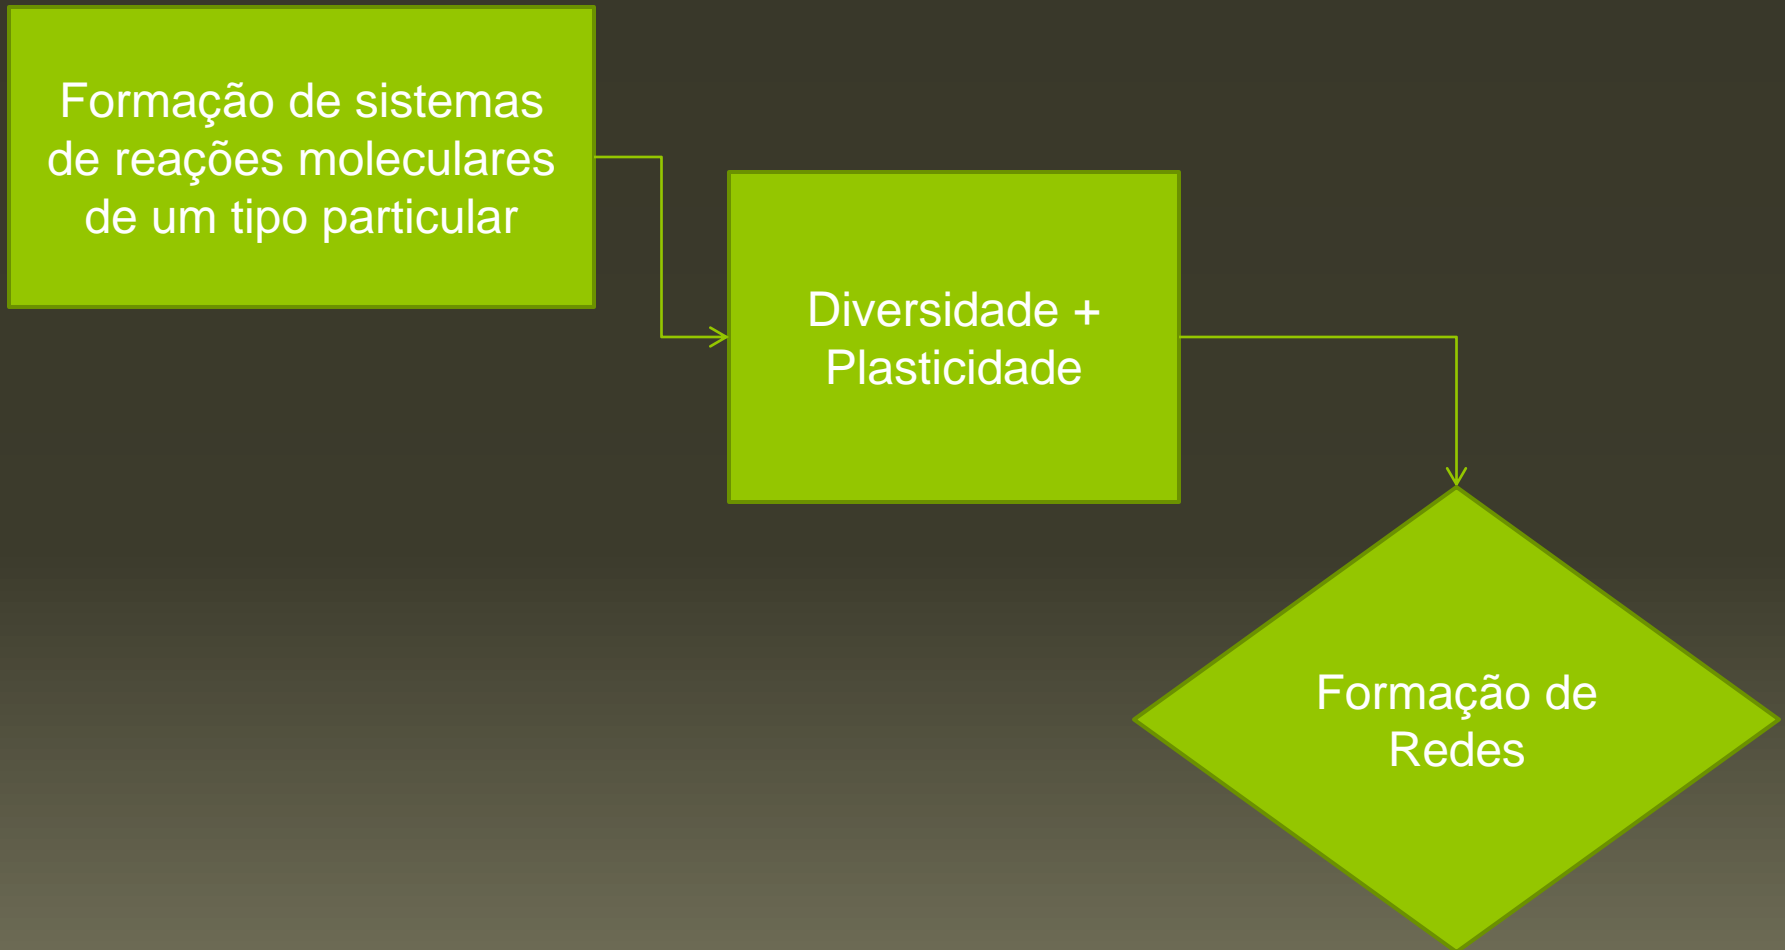 Formação de sistemas
de reações moleculares
de um tipo particular
Diversidade +
Plasticidade
Formação de
Redes